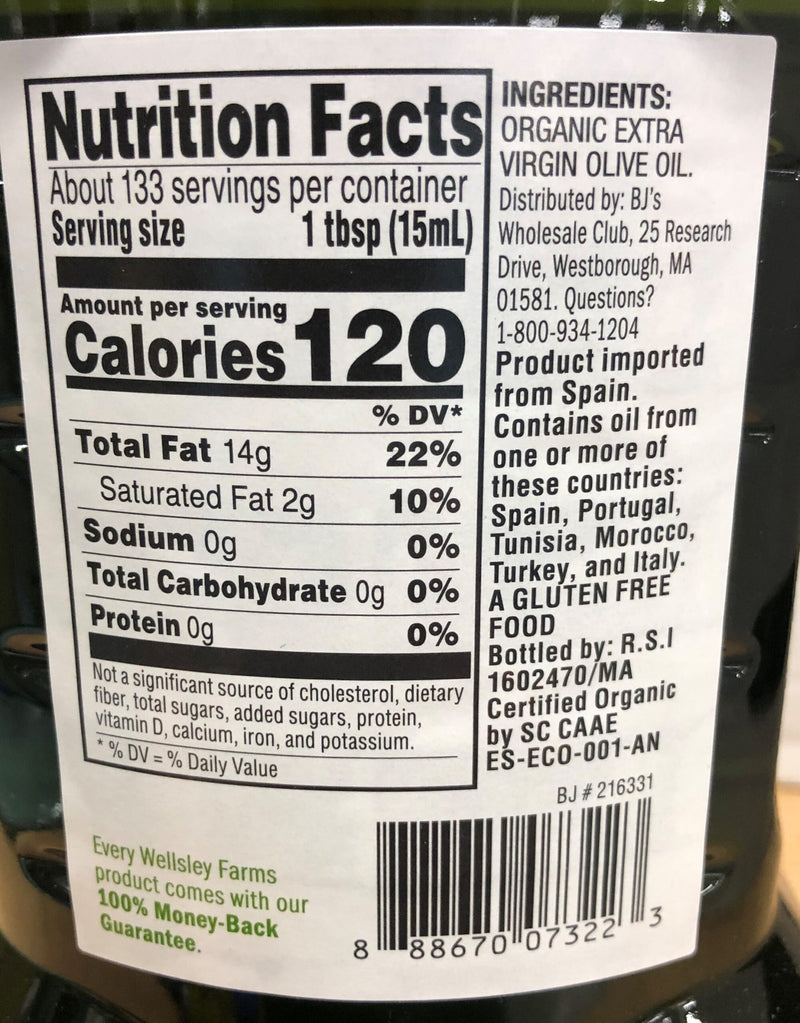 Nutrition Facts
About 133 servings per container
Serving size 1 tbsp (15mL)
Amount per serving
Calories 120
% DV*
Total Fat 14g 22%
Saturated Fat 2g 10%
Sodium 0g 0%
Total Carbohydrate 0g 0%
Protein 0g 0%
Not a significant source of cholesterol, dietary
fiber, total sugars, added sugars, protein,
vitamin D, calcium, iron, and potassium.
* % DV = % Daily Value
INGREDIENTS:
ORGANIC EXTRA
VIRGIN OLIVE OIL.
Distributed by: BJ's
Wholesale Club, 25 Research
Drive, Westborough, MA
01581. Questions?
1-800-934-1204
Product imported
from Spain.
Contains oil from
one or more of
these countries:
Spain, Portugal,
Tunisia, Morocco,
Turkey, and Italy.
A GLUTEN FREE
FOOD
Bottled by: R.S.I
1602470/MA
Certified Organic
by SC CAAE
ES-ECO-001-AN
BJ # 216331
Every Wellsley Farms
product comes with our
100% Money-Back
Guarantee.
8 88670 07322 3